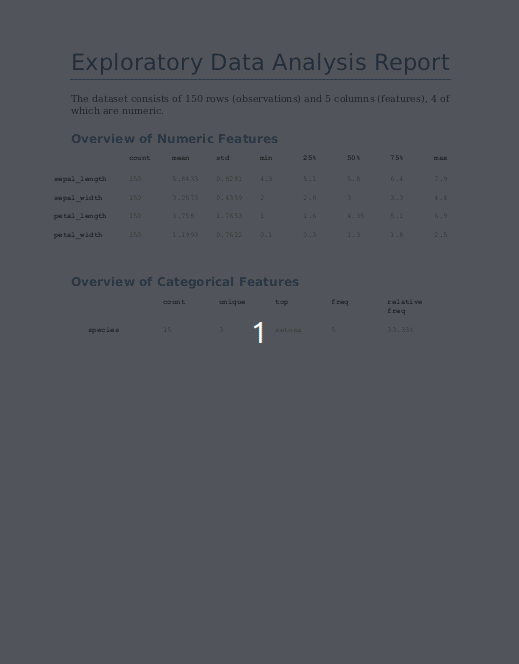 Exploratory Data Analysis Report
The dataset consists of 150 rows (observations) and 5 columns (features), 4 of
which are numeric.
Overview of Numeric Features
count mean std min 25% 50% 75% max
sepal_length 150 5.8433 0.8281 4.3 5.1 5.8 6.4 7.9
sepal_width 150 3.0573 0.4359 2 2.8 3 3.3 4.4
petal_length 150 3.758 1.7653 1 1.6 4.35 5.1 6.9
petal_width 150 1.1993 0.7622 0.1 0.3 1.3 1.8 2.5
Overview of Categorical Features
count unique top freq relative
freq
species 3 setosa 33.33%
1